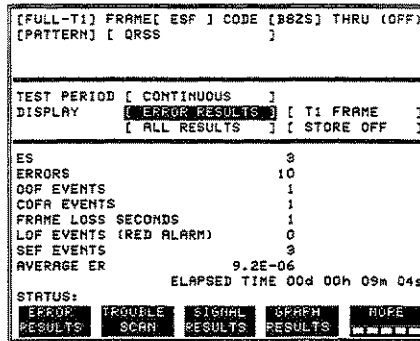 [FULL-T1] FRAME[ ESF ] CODE [B8ZS] THRU (OFF)
[PATTERN] [ QRSS ]
TEST PERIOD [ CONTINUOUS ]
DISPLAY [ ERROR RESULTS ] [ T1 FRAME ]
[ ALL RESULTS ] [ STORE OFF ]
ES 3
ERRORS 10
OOF EVENTS 1
COFA EVENTS 1
FRAME LOSS SECONDS 1
LOF EVENTS (RED ALARM) 0
SEF EVENTS 3
AVERAGE ER 9.2E-06
ELAPSED TIME 00d 00h 09m 04s
STATUS:
ERROR RESULTS TROUBLE SCAN SIGNAL RESULTS GRAPH RESULTS MORE